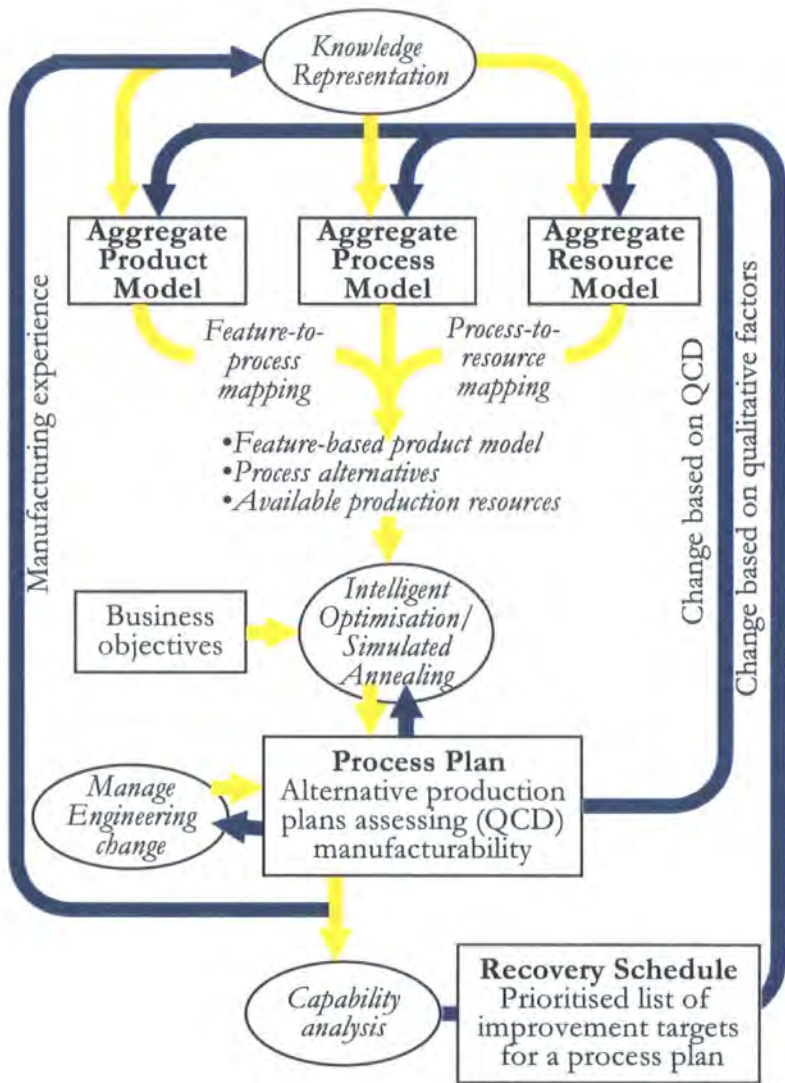 Knowledge
Representation
Aggregate
Product
Model
Aggregate
Process
Model
Aggregate
Resource
Model
Feature-to-
process
mapping
Process-to-
resource
mapping
•Feature-based product model
•Process alternatives
•Available production resources
Manufacturing experience
Change based on QCD
Change based on qualitative factors
Business
objectives
Intelligent
Optimisation/
Simulated
Annealing
Process Plan
Alternative production
plans assessing (QCD)
manufacturability
Manage
Engineering
change
Capability
analysis
Recovery Schedule
Prioritised list of
improvement targets
for a process plan